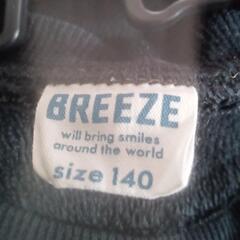 BREEZE
will bring smiles
around the world
size 140